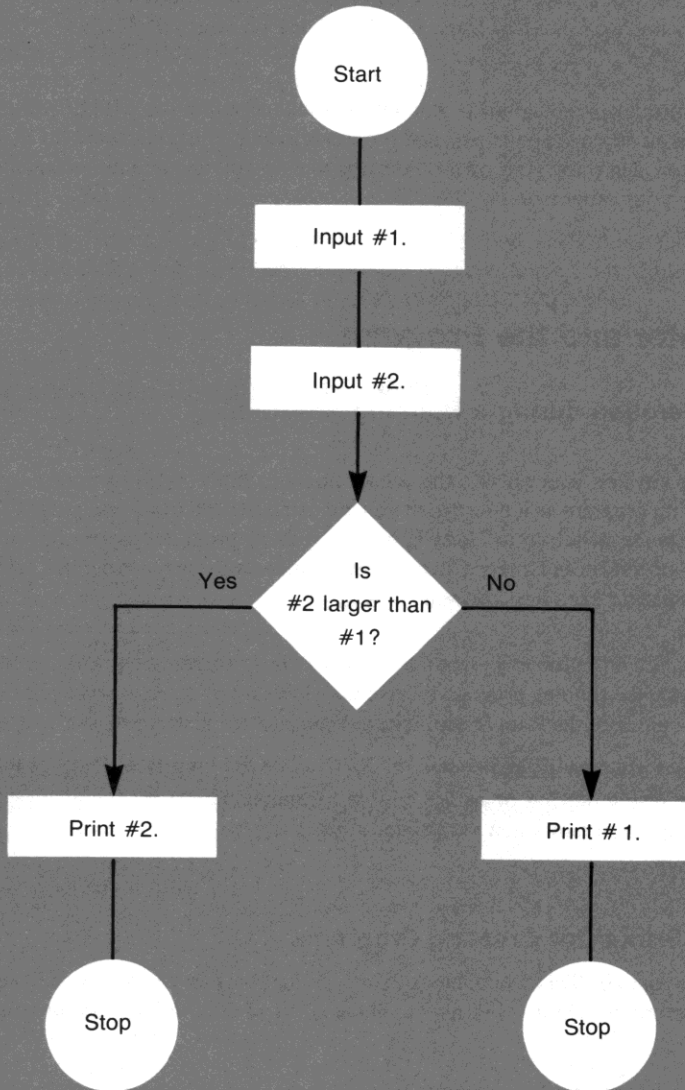 Start
Input #1.
Input #2.
Yes
Is
#2 larger than
#1?
No
Print #2.
Print # 1.
Stop
Stop